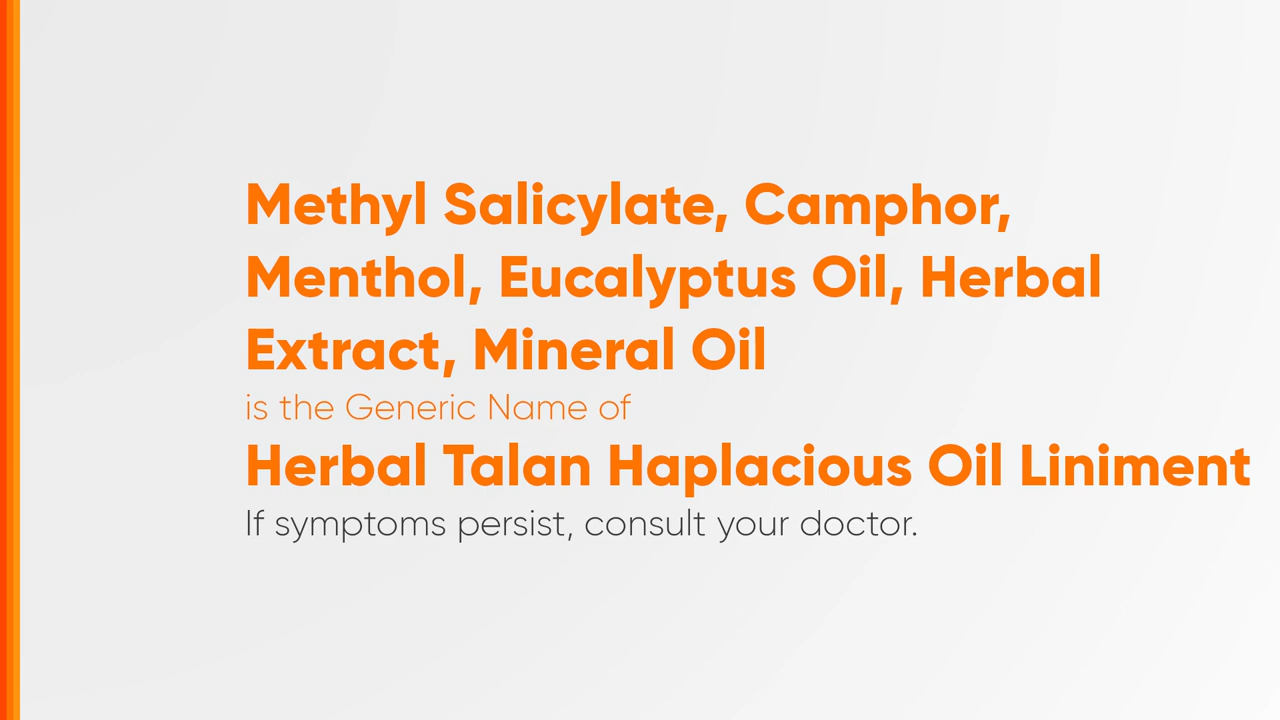 Methyl Salicylate, Camphor,
Menthol, Eucalyptus Oil, Herbal
Extract, Mineral Oil
is the Generic Name of
Herbal Talan Haplacious Oil Liniment
If symptoms persist, consult your doctor.